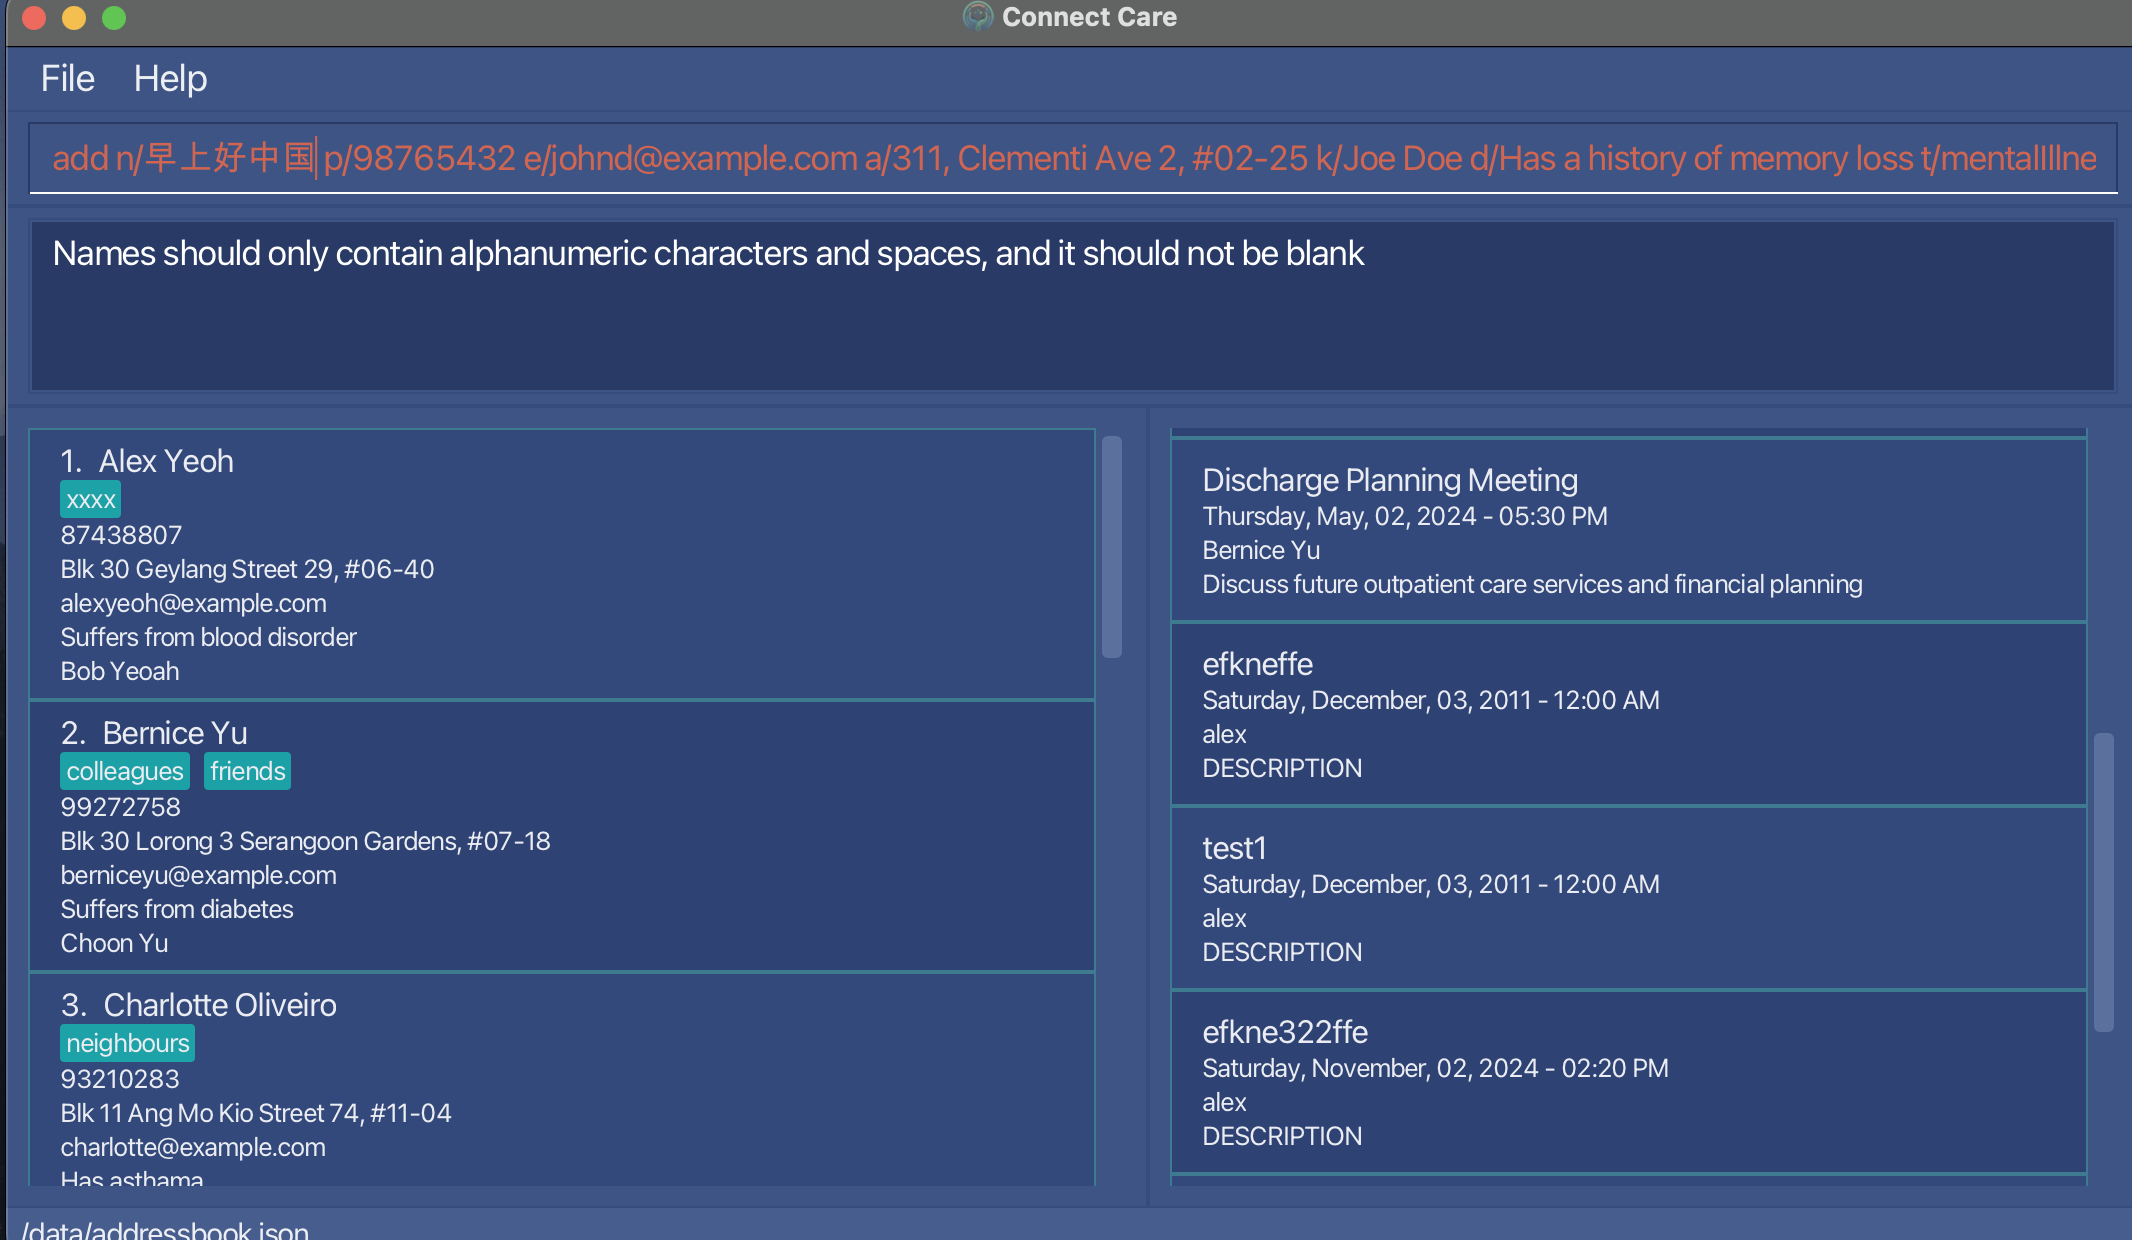 Connect Care
File Help
add n/早上好中国 p/98765432 e/johnd@example.com a/311, Clementi Ave 2, #02-25 k/Joe Doe d/Has a history of memory loss t/mentalIllne
Names should only contain alphanumeric characters and spaces, and it should not be blank
1. Alex Yeoh
xxxx
87438807
Blk 30 Geylang Street 29, #06-40
alexyeoh@example.com
Suffers from blood disorder
Bob Yeoah
2. Bernice Yu
colleagues friends
99272758
Blk 30 Lorong 3 Serangoon Gardens, #07-18
berniceyu@example.com
Suffers from diabetes
Choon Yu
3. Charlotte Oliveiro
neighbours
93210283
Blk 11 Ang Mo Kio Street 74, #11-04
charlotte@example.com
Has asthama
Discharge Planning Meeting
Thursday, May, 02, 2024 - 05:30 PM
Bernice Yu
Discuss future outpatient care services and financial planning
efkneffe
Saturday, December, 03, 2011 - 12:00 AM
alex
DESCRIPTION
test1
Saturday, December, 03, 2011 - 12:00 AM
alex
DESCRIPTION
efkne322ffe
Saturday, November, 02, 2024 - 02:20 PM
alex
DESCRIPTION
/data/addressbook.json